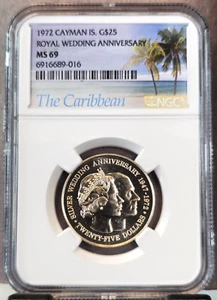 1972 CAYMAN IS. G$25
ROYAL WEDDING ANNIVERSARY
MS 69
6916689-016
The Caribbean
NGC
SILVER WEDDING ANNIVERSARY 1947-1972
TWENTY-FIVE DOLLARS